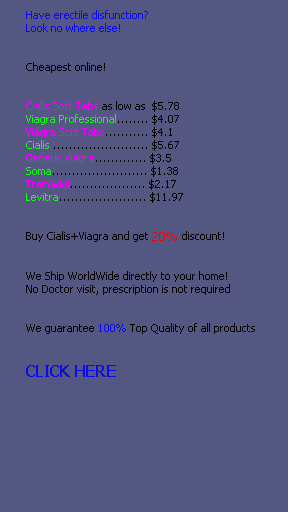 Have erectile disfunction?
Look no where else!
Cheapest online!
Cialis Soft Tabs as low as $5.78
Viagra Professional........ $4.07
Viagra Soft Tabs........... $4.1
Cialis ........................ $5.67
Generic Viagra............. $3.5
Soma........................ $1.38
Tramadol................... $2.17
Levitra...................... $11.97
Buy Cialis+Viagra and get 20% discount!
We Ship WorldWide directly to your home!
No Doctor visit, prescription is not required
We guarantee 100% Top Quality of all products
CLICK HERE